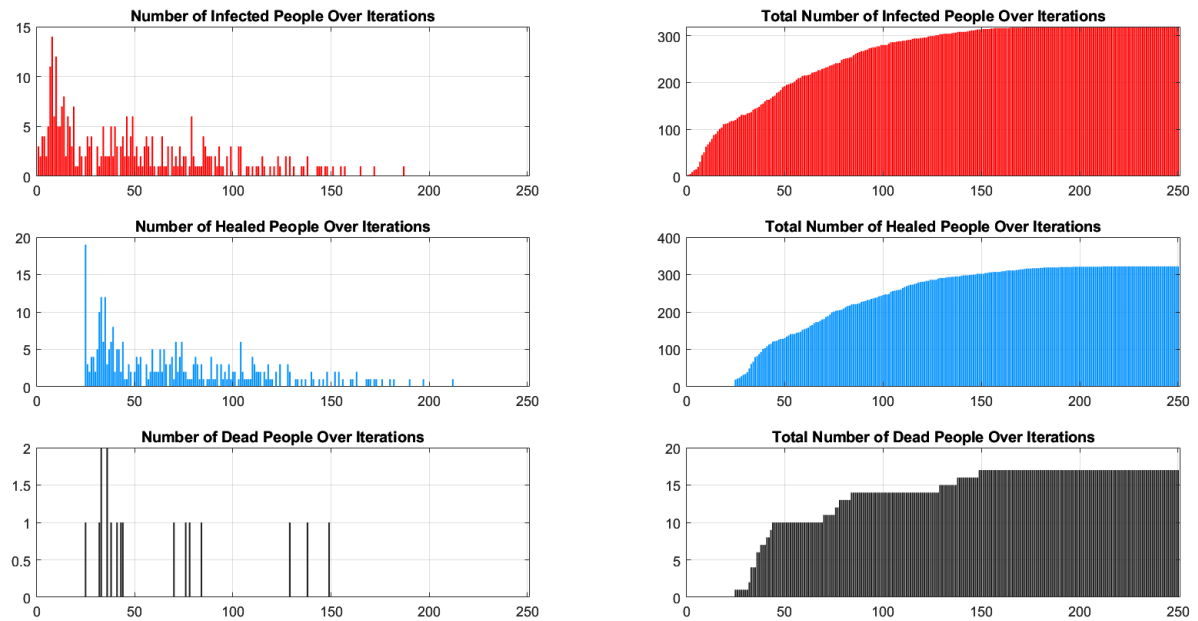 Number of Infected People Over Iterations
15
10
5
0
0 50 100 150 200 250
Total Number of Infected People Over Iterations
300
200
100
0
0 50 100 150 200 250
Number of Healed People Over Iterations
20
15
10
5
0
0 50 100 150 200 250
Total Number of Healed People Over Iterations
400
300
200
100
0
0 50 100 150 200 250
Number of Dead People Over Iterations
2
1.5
1
0.5
0
0 50 100 150 200 250
Total Number of Dead People Over Iterations
20
15
10
5
0
0 50 100 150 200 250